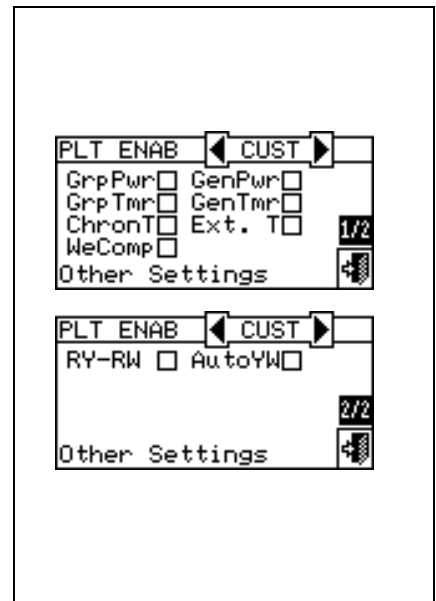 PLT ENAB CUST
GrpPwr GenPwr
GrpTmr GenTmr
ChronT Ext. T
1/2
WeComp
Other Settings
PLT ENAB CUST
RY-RW AutoYW
2/2
Other Settings